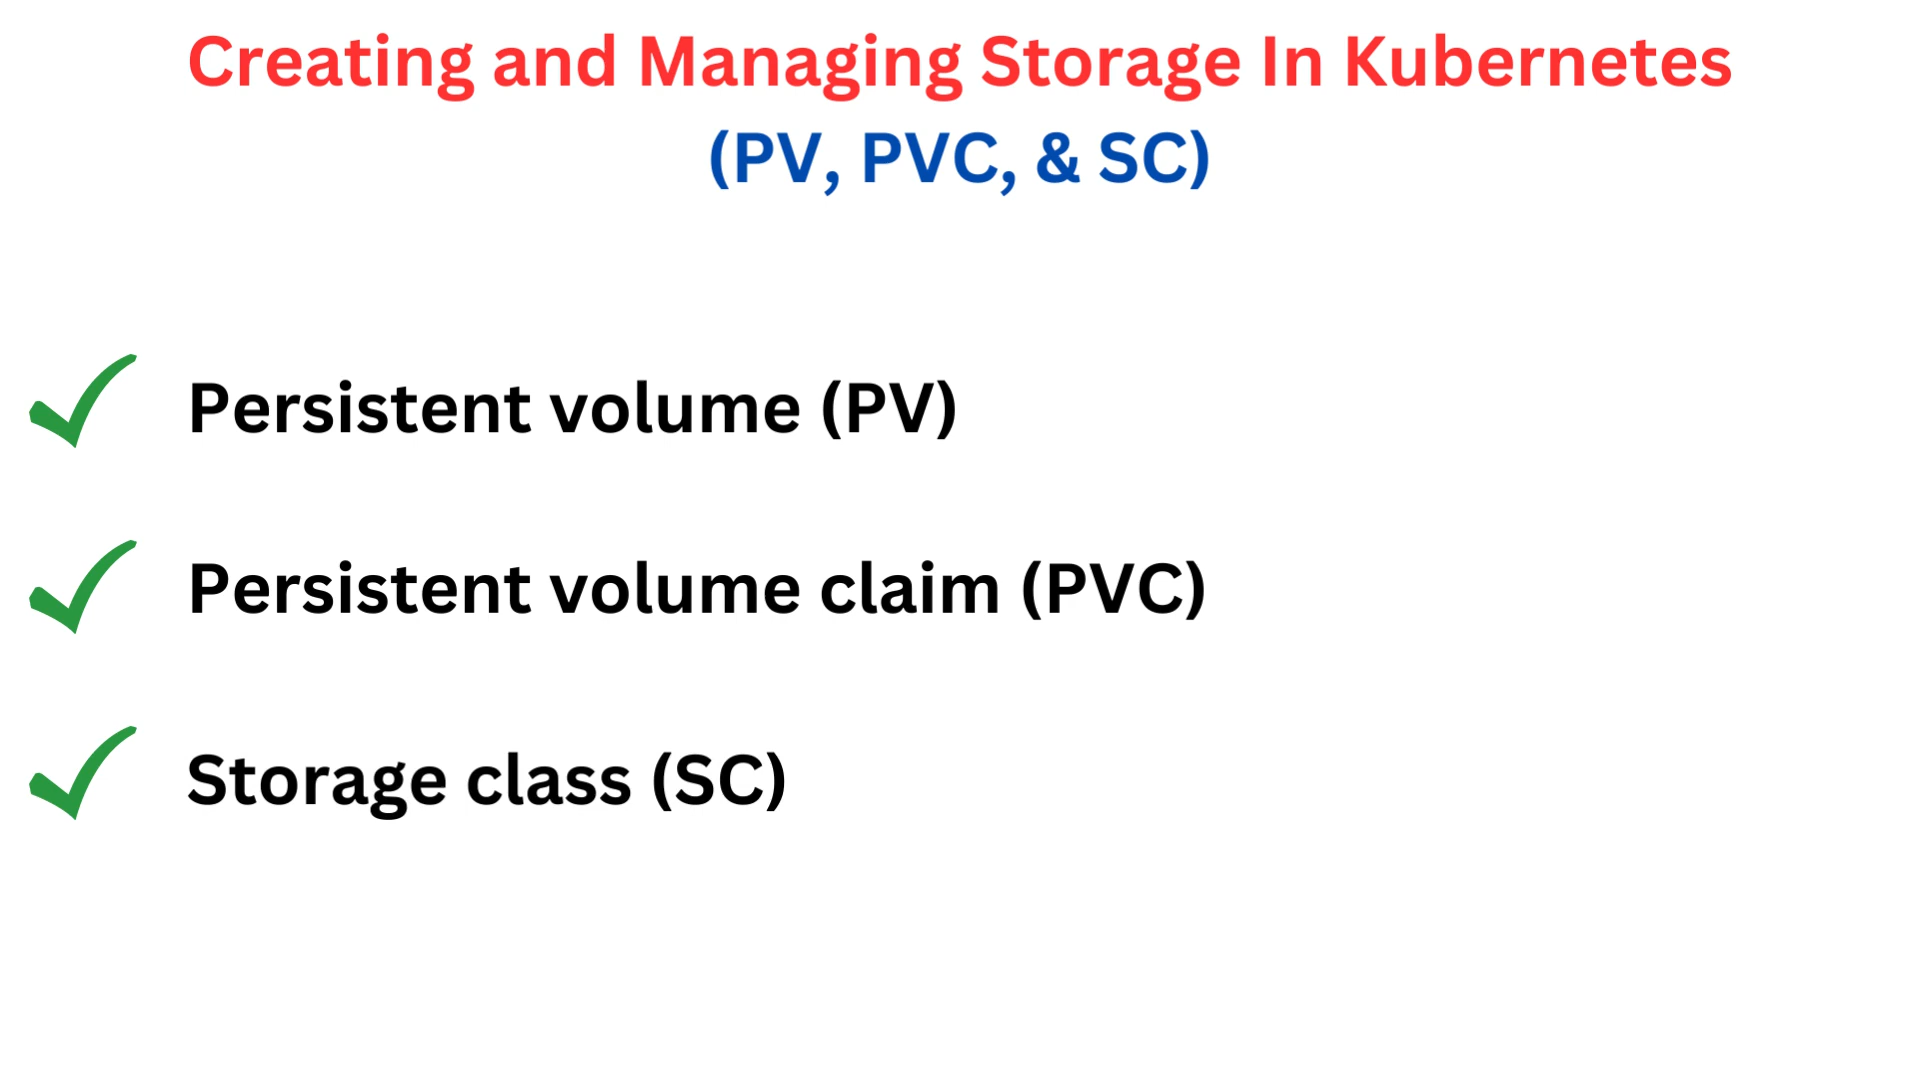 Creating and Managing Storage In Kubernetes
(PV, PVC, & SC)
Persistent volume (PV)
Persistent volume claim (PVC)
Storage class (SC)